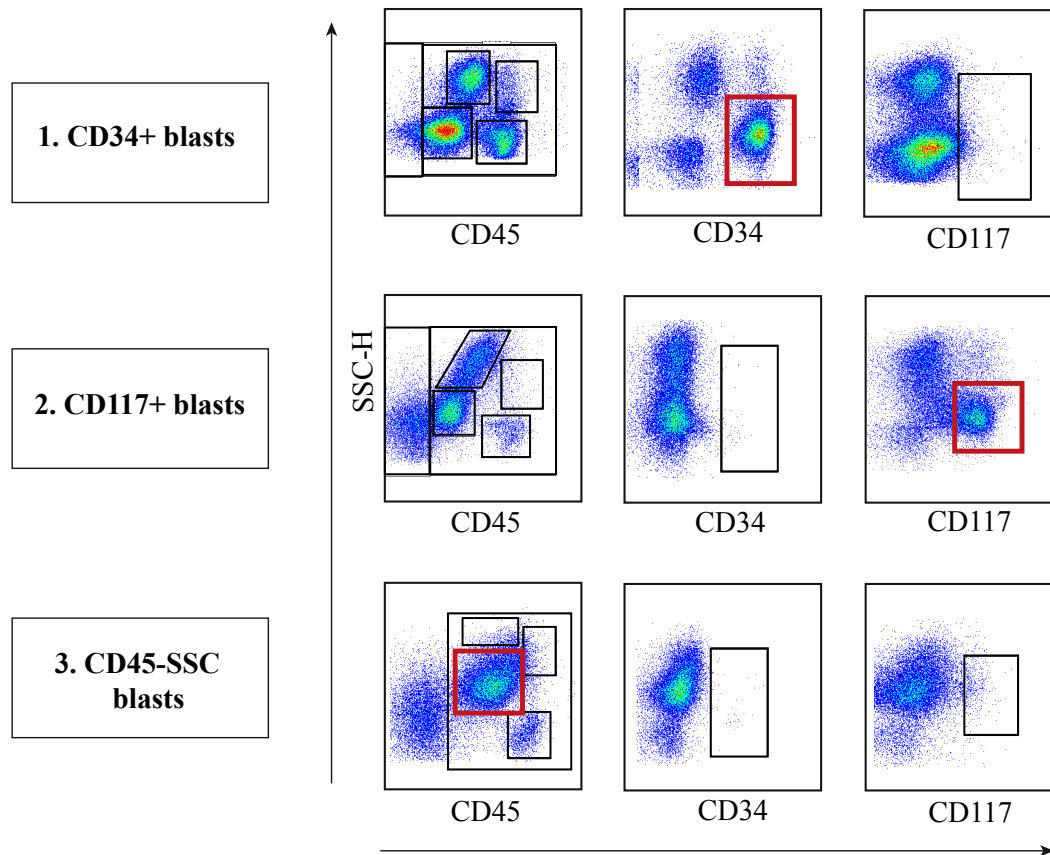 1. CD34+ blasts
CD45
CD34
CD117
2. CD117+ blasts
SSC-H
CD45
CD34
CD117
3. CD45-SSC
blasts
CD45
CD34
CD117